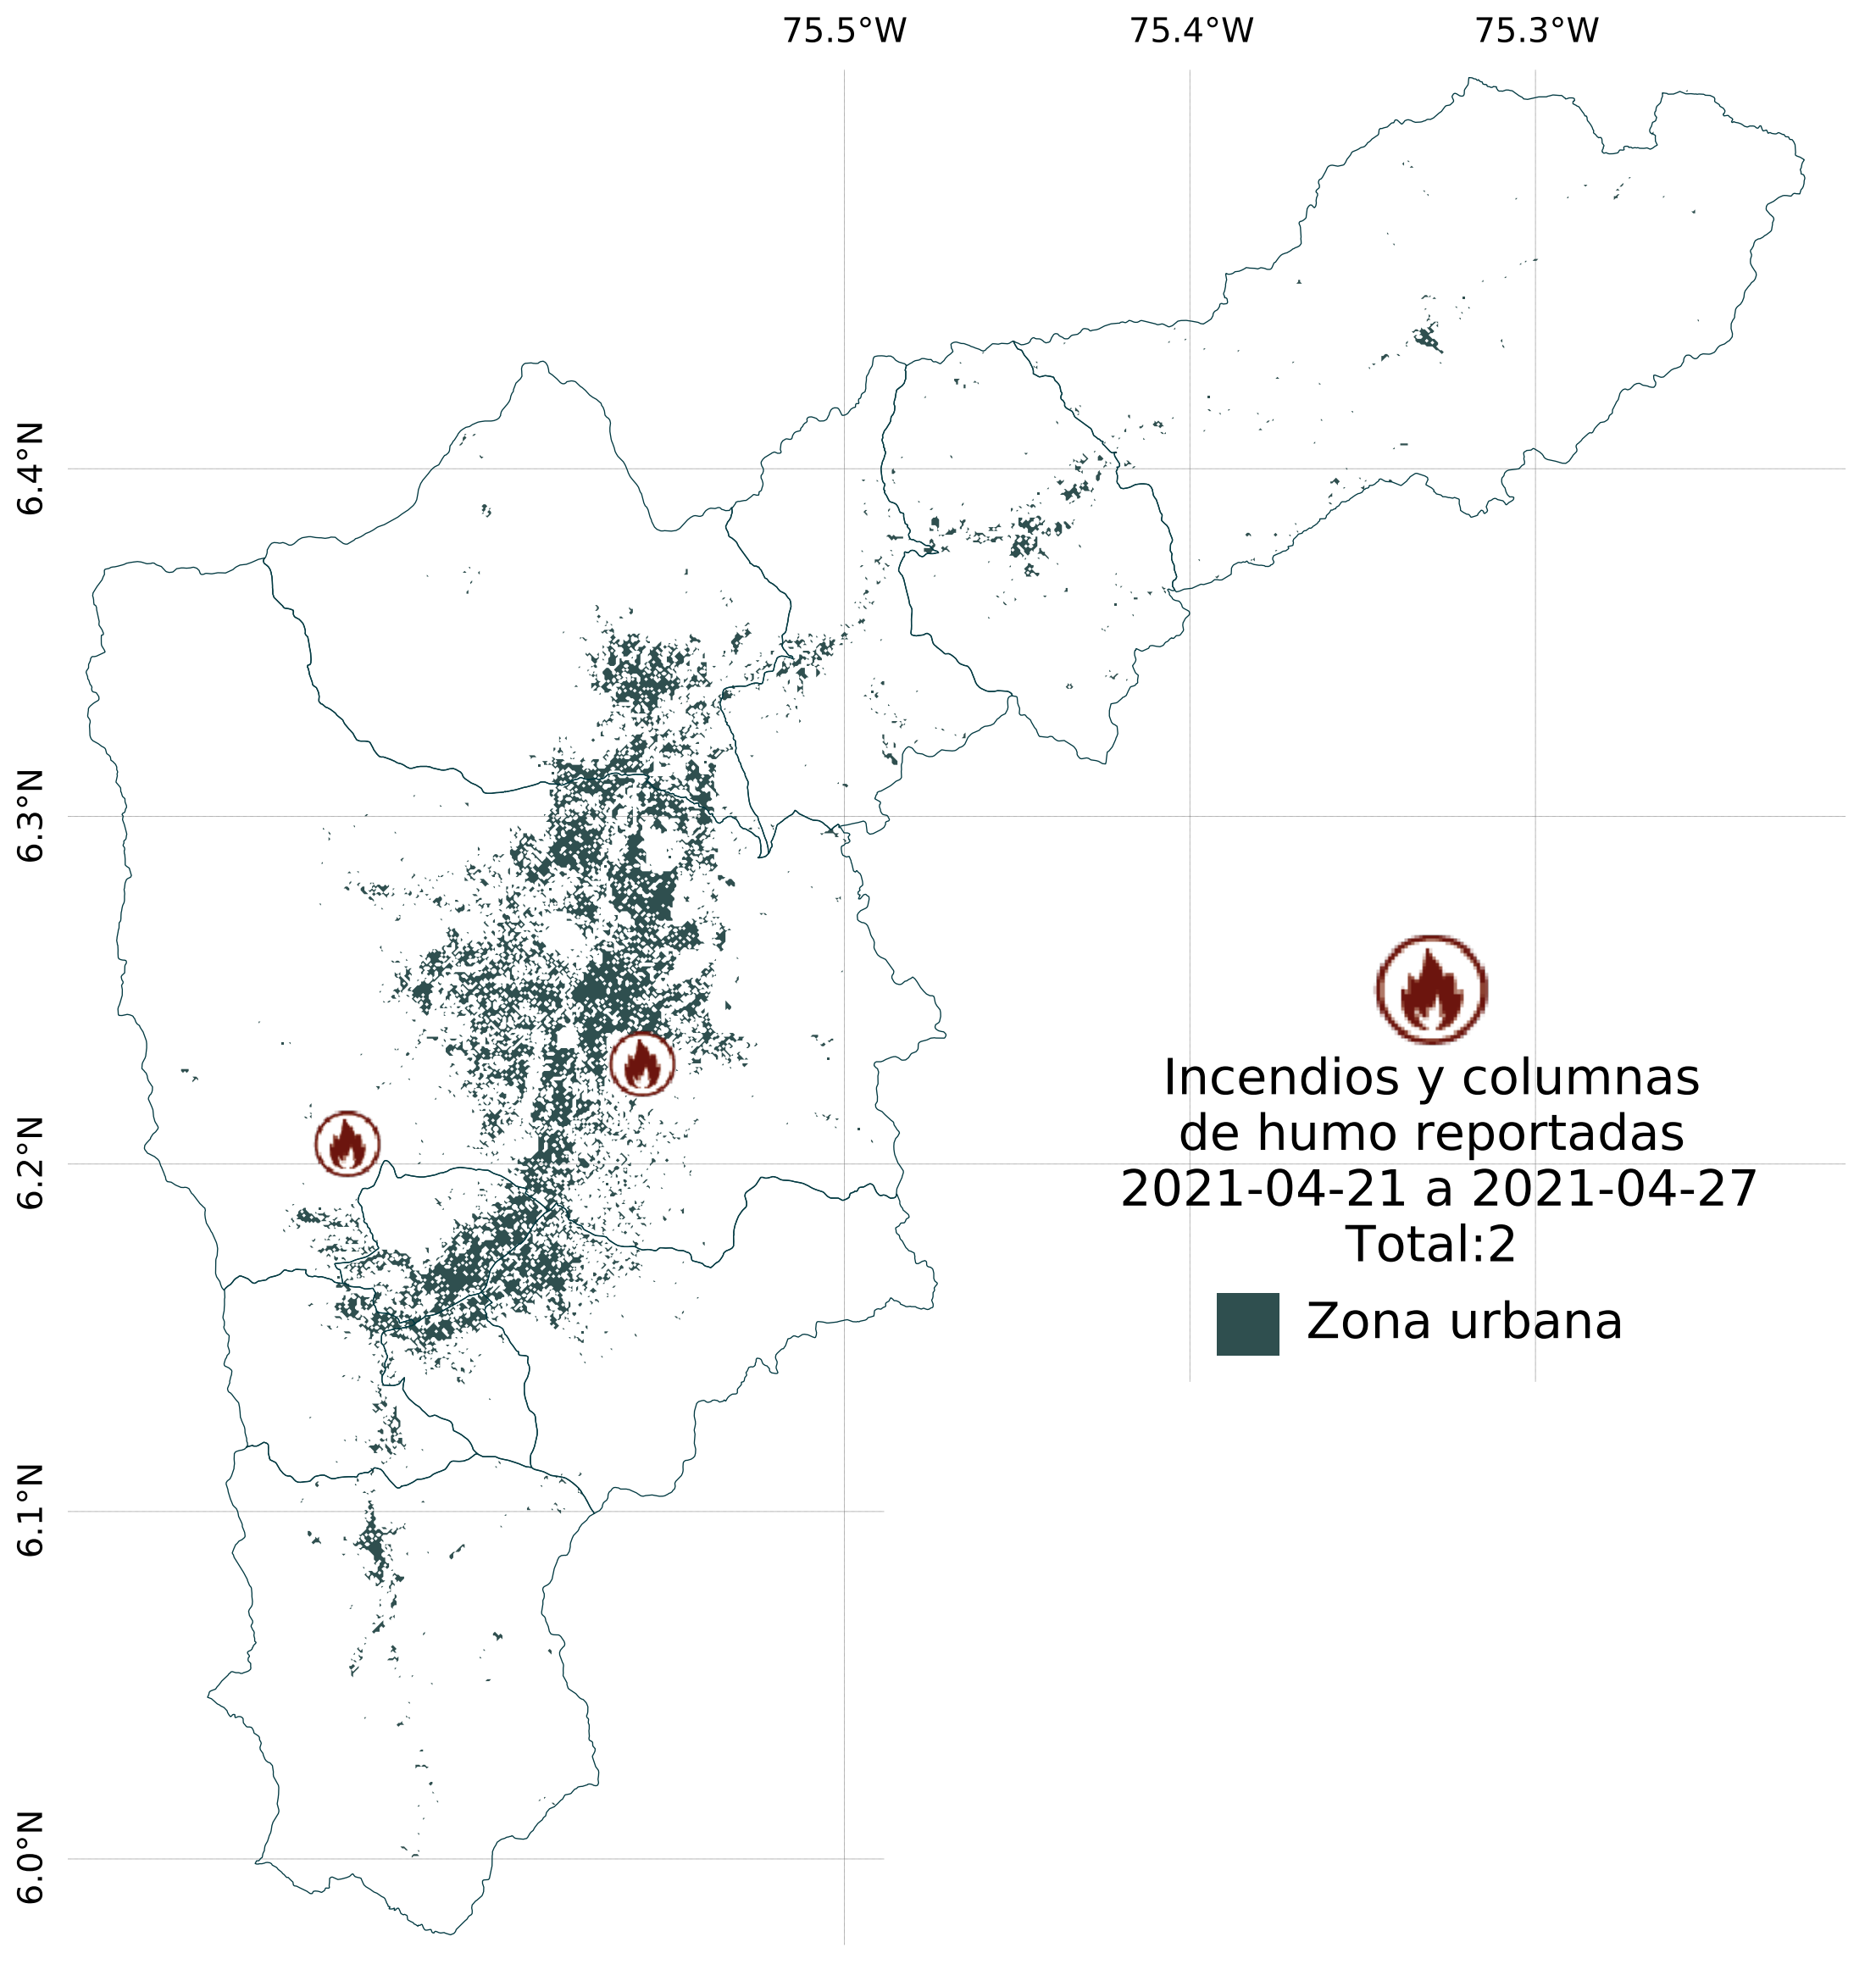 75.5°W 75.4°W 75.3°W
6.4°N
6.3°N
6.2°N
6.1°N
6.0°N
Incendios y columnas
de humo reportadas
2021-04-21 a 2021-04-27
Total:2
Zona urbana